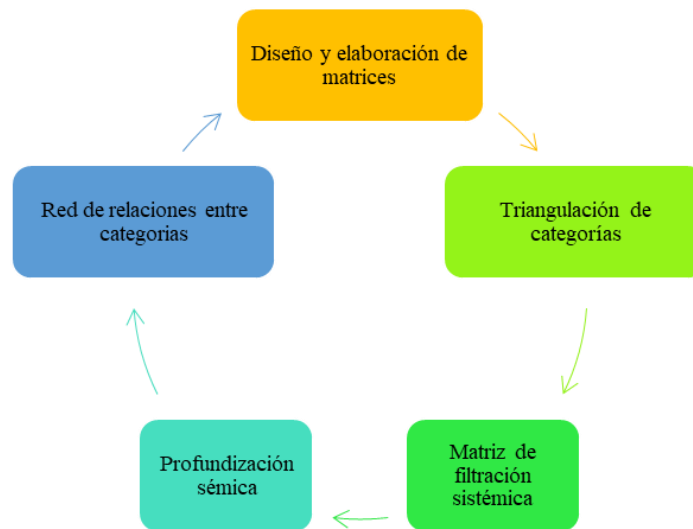 Diseño y elaboración de
matrices
Triangulación de
categorías
Matriz de
filtración
sistémica
Profundización
sémica
Red de relaciones entre
categorias